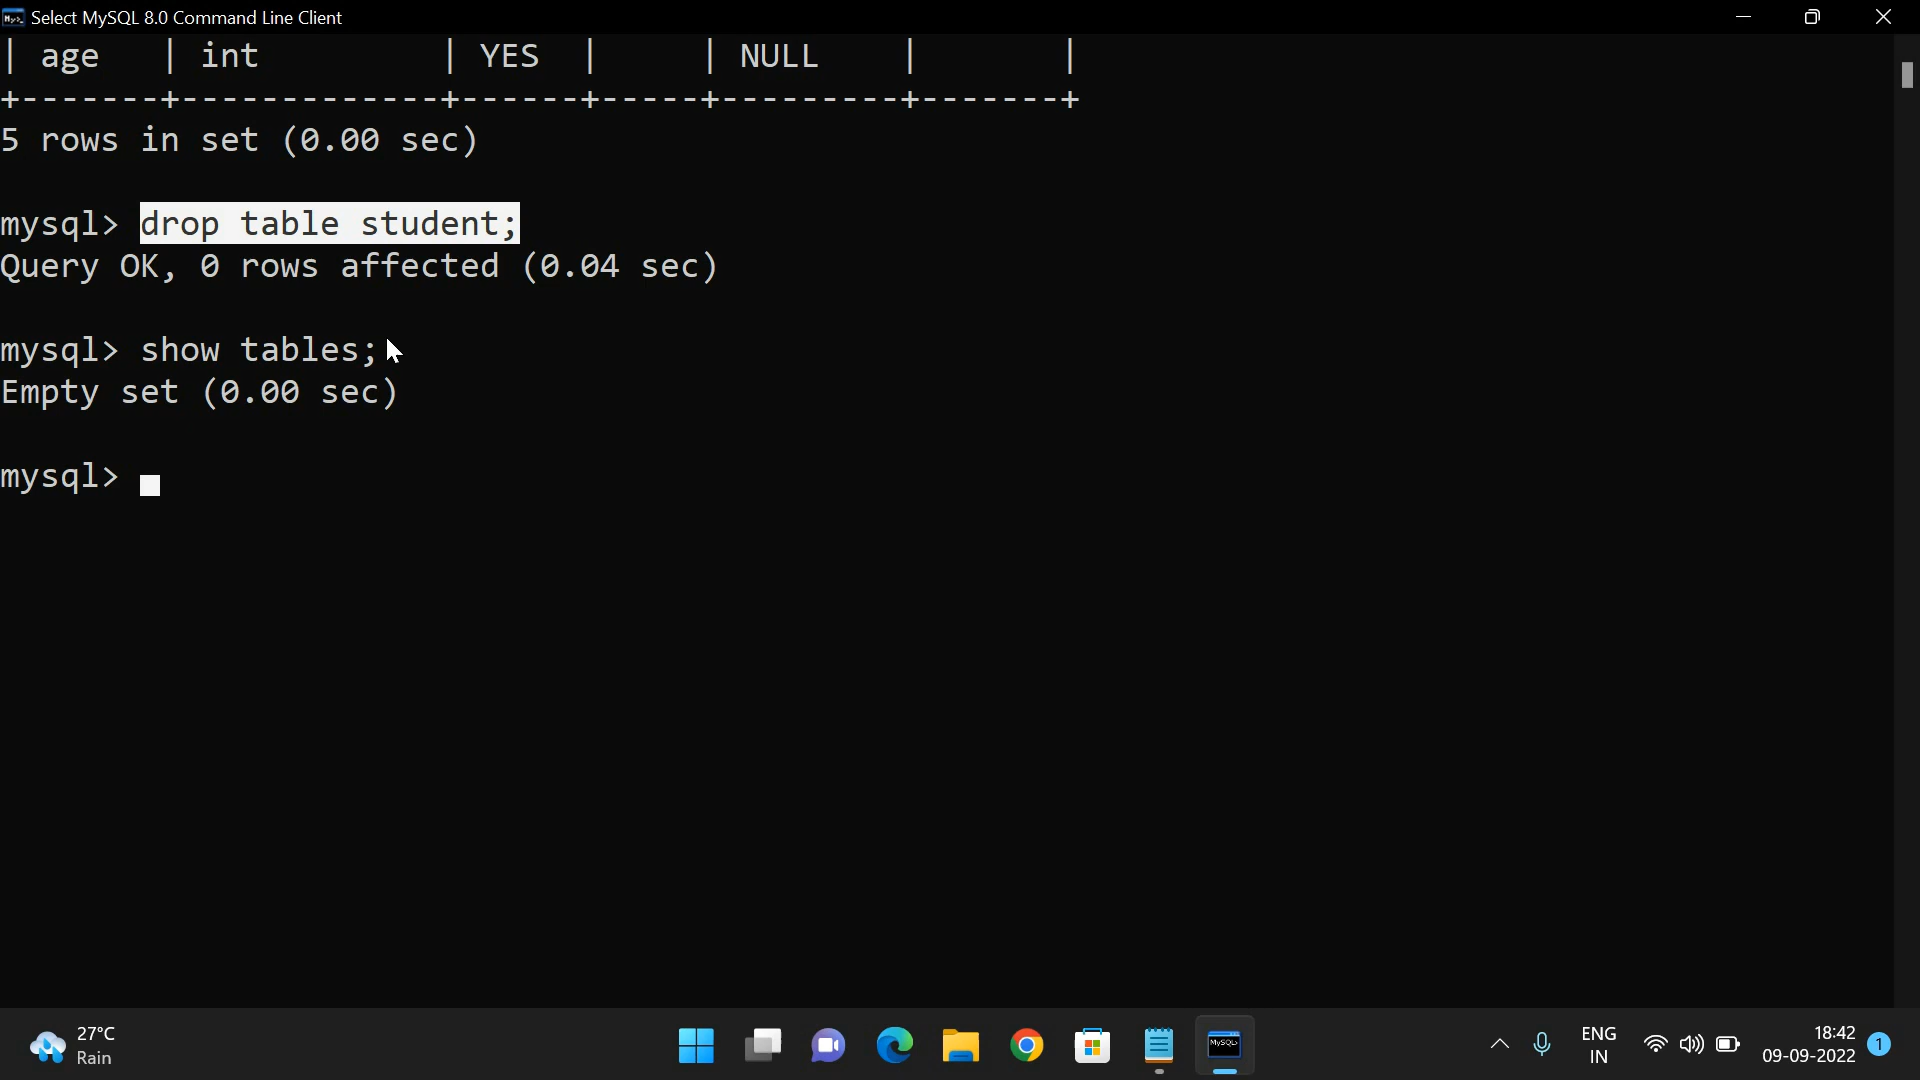 Select MySQL 8.0 Command Line Client
| age | int | YES | | NULL | |
+-------+-------------+------+-----+---------+-------+
5 rows in set (0.00 sec)
mysql> drop table student;
Query OK, 0 rows affected (0.04 sec)
mysql> show tables;
Empty set (0.00 sec)
mysql>
27°C
Rain
MySQL>
ENG
IN
18:42
09-09-2022
1